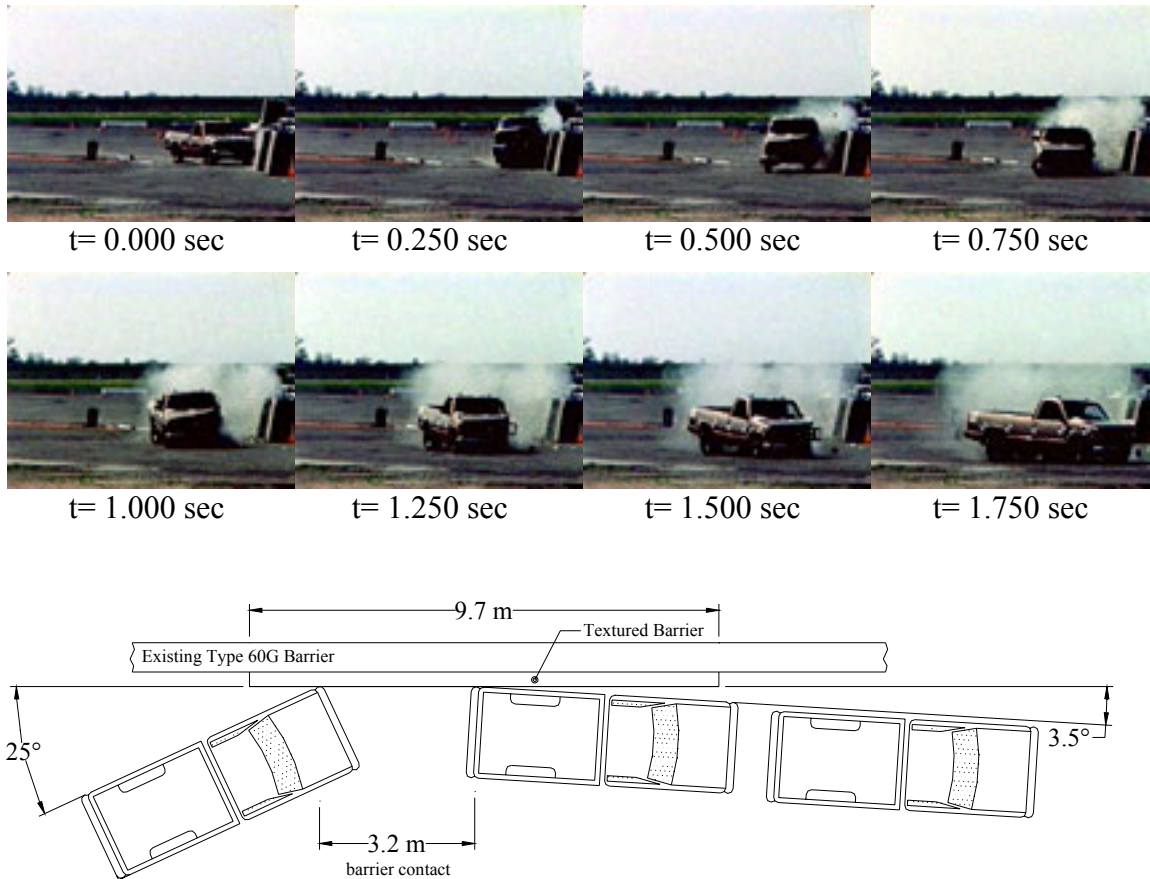 t= 0.000 sec
t= 0.250 sec
t= 0.500 sec
t= 0.750 sec
t= 1.000 sec
t= 1.250 sec
t= 1.500 sec
t= 1.750 sec
9.7 m
Textured Barrier
Existing Type 60G Barrier
25°
3.5°
3.2 m
barrier contact